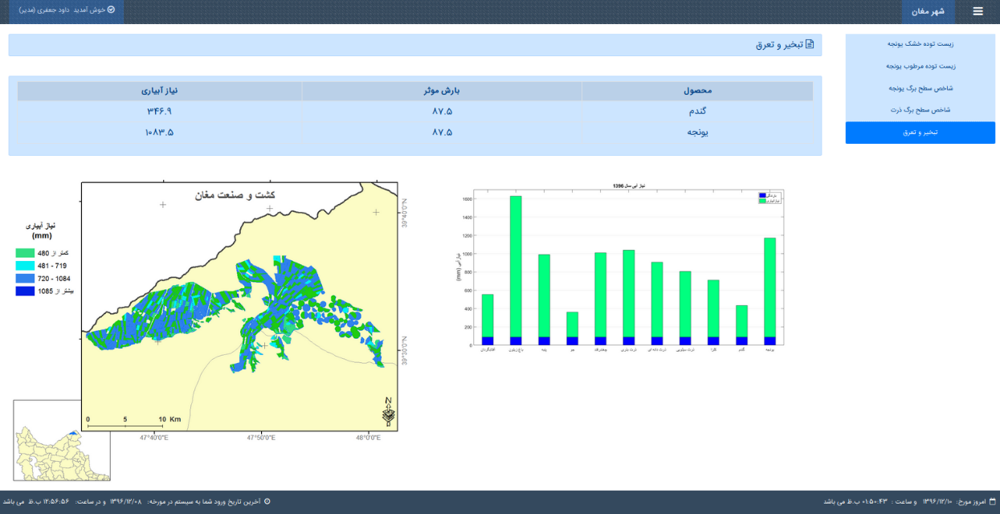 شهر مغان
خوش آمدید داود جعفری (مدیر)
زیست توده خشک یونجه
زیست توده مرطوب یونجه
شاخص سطح برگ یونجه
شاخص سطح برگ ذرت
تبخیر و تعرق
تبخیر و تعرق
محصول بارش موثر نیاز آبیاری
گندم ۸۷.۵ ۳۴۶.۹
یونجه ۸۷.۵ ۱۰۸۳.۵
نیاز آبی سال 1396
بارندگی
نیاز آبیاری
نیاز آبی (mm)
1600
1400
1200
1000
800
600
400
200
0
آفتابگردان باغ زیتون پنبه جو چغندرقند ذرت بذری ذرت دانه ای ذرت سیلویی کلزا گندم یونجه
کشت و صنعت مغان
نیاز آبیاری
(mm)
کمتر از 480
481 - 719
720 - 1084
بیشتر از 1085
39°40'0"N
39°30'0"N
N
0 5 10 Km
47°40'0"E 47°50'0"E 48°0'0"E
امروز مورخ: ۱۳۹۶/۱۲/۱۰ و ساعت : ۰۱:۵۰:۴۳ ب.ظ می باشد
آخرین تاریخ ورود شما به سیستم در مورخه: ۱۳۹۶/۱۲/۰۸ و در ساعت: ۱۲:۵۶:۵۶ ب.ظ می باشد